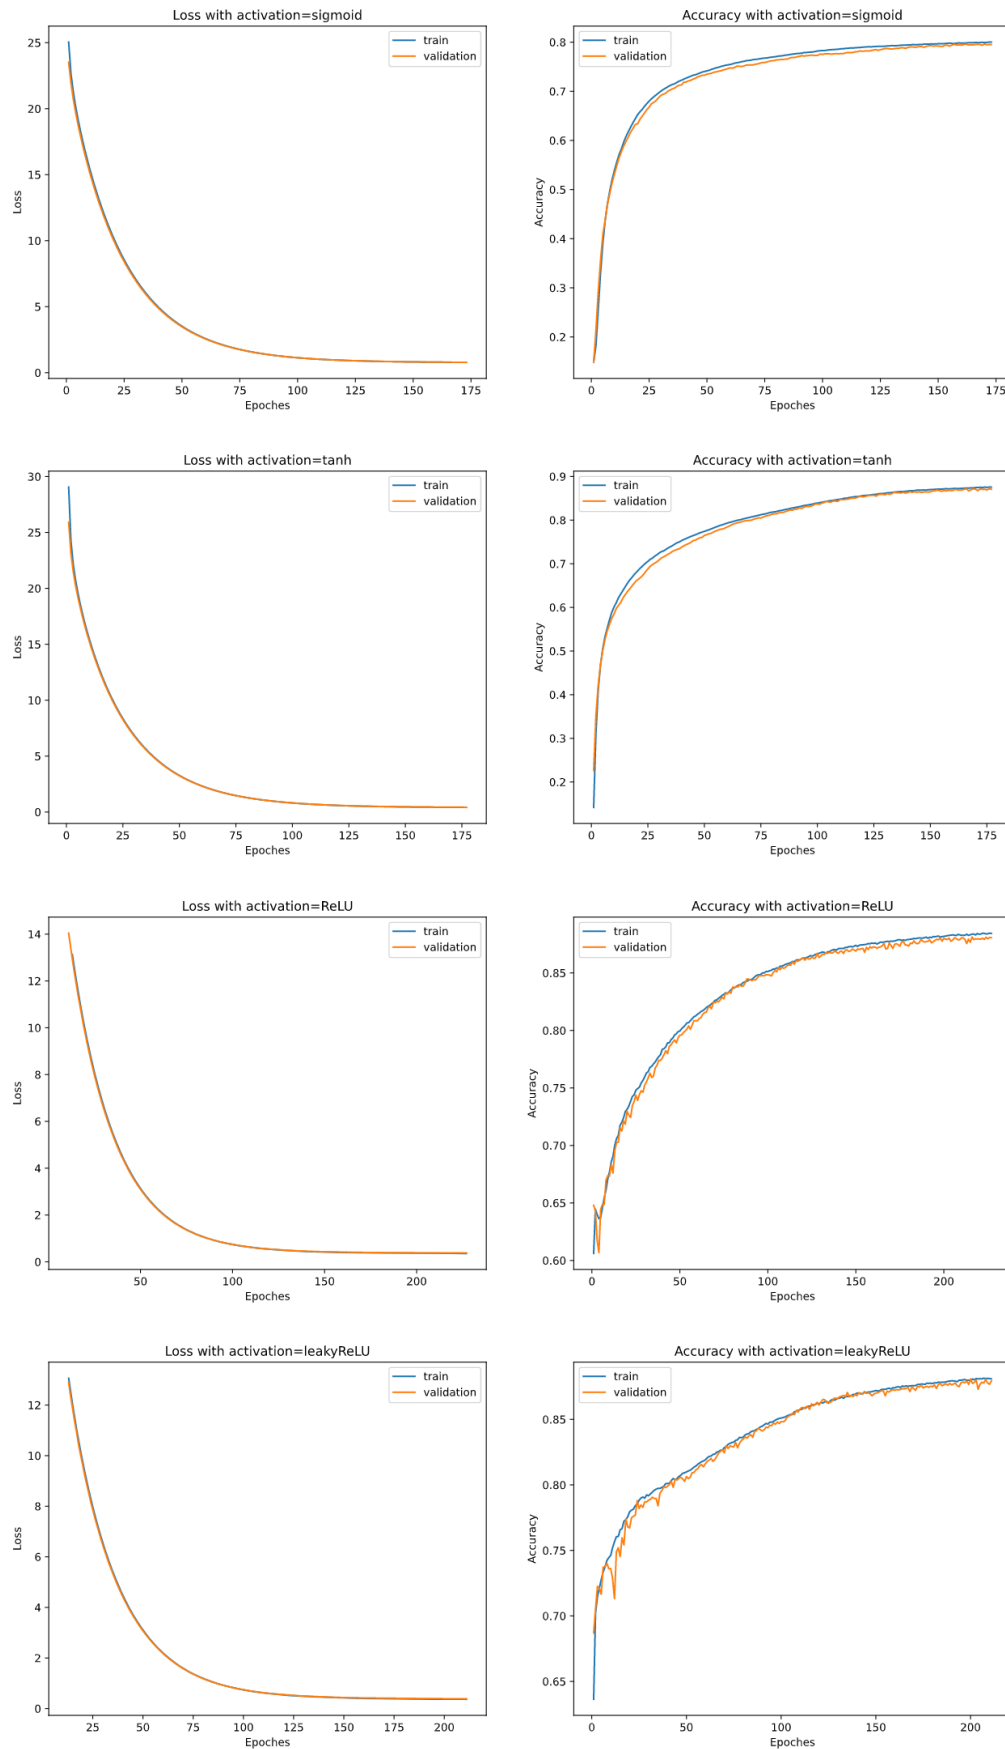 Loss with activation=sigmoid
25
20
15
10
5
0
Loss
train
validation
0 25 50 75 100 125 150 175
Epoches
Accuracy with activation=sigmoid
0.8
0.7
0.6
0.5
0.4
0.3
0.2
Accuracy
train
validation
0 25 50 75 100 125 150 175
Epoches
Loss with activation=tanh
30
25
20
15
10
5
0
Loss
train
validation
0 25 50 75 100 125 150 175
Epoches
Accuracy with activation=tanh
0.9
0.8
0.7
0.6
0.5
0.4
0.3
0.2
Accuracy
train
validation
0 25 50 75 100 125 150 175
Epoches
Loss with activation=ReLU
14
12
10
8
6
4
2
0
Loss
train
validation
50 100 150 200
Epoches
Accuracy with activation=ReLU
0.85
0.80
0.75
0.70
0.65
0.60
Accuracy
train
validation
0 50 100 150 200
Epoches
Loss with activation=leakyReLU
12
10
8
6
4
2
0
Loss
train
validation
25 50 75 100 125 150 175 200
Epoches
Accuracy with activation=leakyReLU
0.85
0.80
0.75
0.70
0.65
Accuracy
train
validation
0 50 100 150 200
Epoches